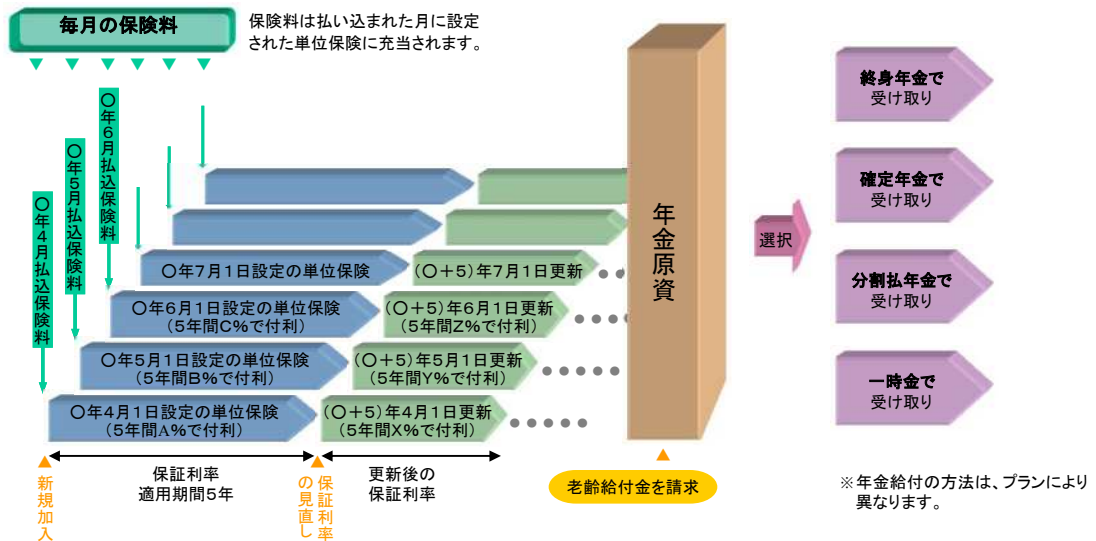 毎月の保険料
保険料は払い込まれた月に設定
された単位保険に充当されます。
〇年6月払込保険料
〇年5月払込保険料
〇年4月払込保険料
〇年7月1日設定の単位保険
(〇+5)年7月1日更新
〇年6月1日設定の単位保険
(5年間C%で付利)
(〇+5)年6月1日更新
(5年間Z%で付利)
〇年5月1日設定の単位保険
(5年間B%で付利)
(〇+5)年5月1日更新
(5年間Y%で付利)
〇年4月1日設定の単位保険
(5年間A%で付利)
(〇+5)年4月1日更新
(5年間X%で付利)
新規加入
保証利率
適用期間5年
保証利率
の見直し
更新後の
保証利率
年金原資
老齢給付金を請求
選択
終身年金で
受け取り
確定年金で
受け取り
分割払年金で
受け取り
一時金で
受け取り
※年金給付の方法は、プランにより
異なります。